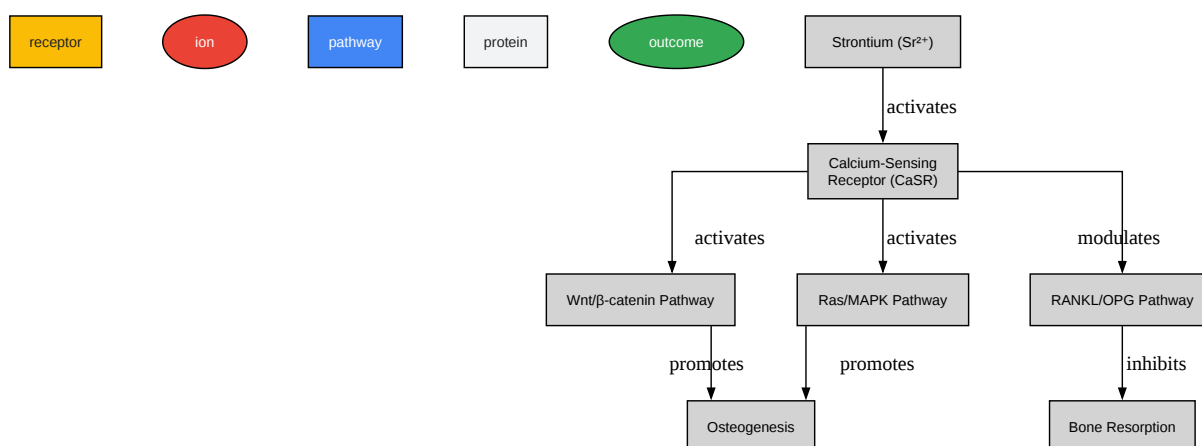 receptor
ion
pathway
protein
outcome
Strontium (Sr²⁺)
activates
Calcium-Sensing
Receptor (CaSR)
activates
activates
modulates
Wnt/β-catenin Pathway
Ras/MAPK Pathway
RANKL/OPG Pathway
promotes
promotes
inhibits
Osteogenesis
Bone Resorption